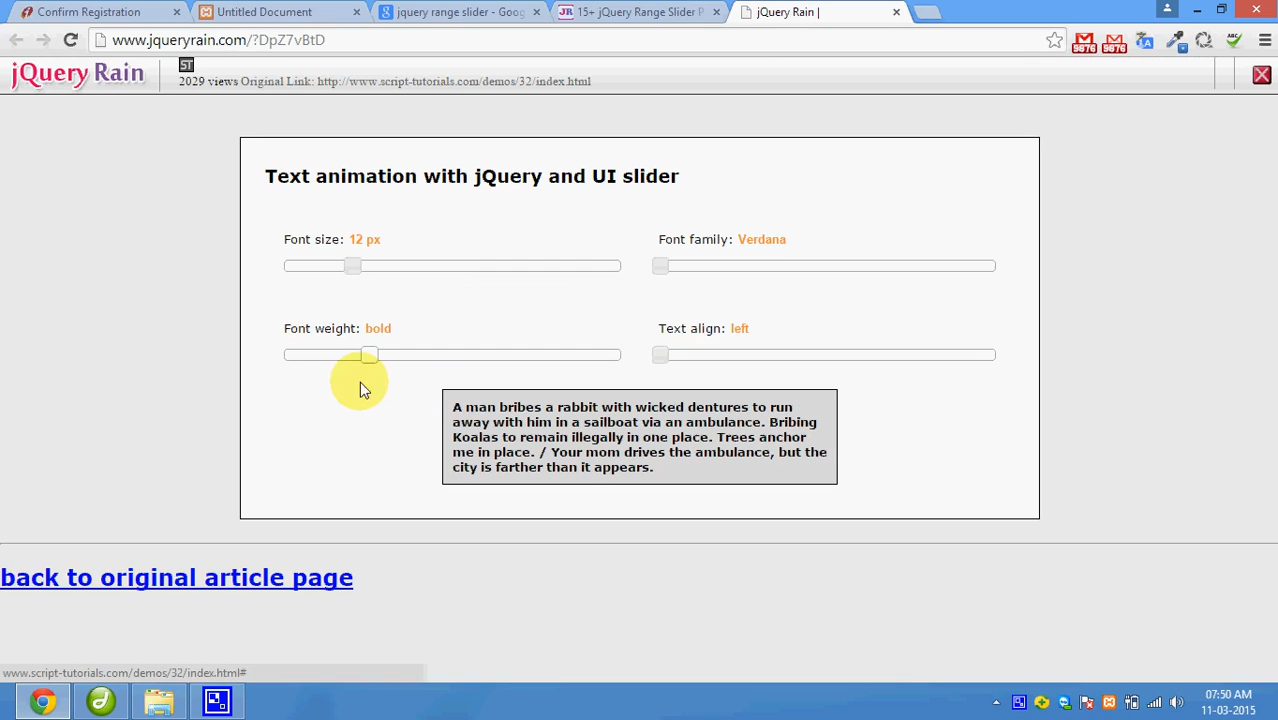 Confirm Registration
Untitled Document
jquery range slider - Goog
15+ jQuery Range Slider P
jQuery Rain |
www.jqueryrain.com/?DpZ7vBtD
9876
9876
ABC
jQuery Rain
ST
2029 views Original Link: http://www.script-tutorials.com/demos/32/index.html
Text animation with jQuery and UI slider
Font size: 12 px
Font family: Verdana
Font weight: bold
Text align: left
A man bribes a rabbit with wicked dentures to run
away with him in a sailboat via an ambulance. Bribing
Koalas to remain illegally in one place. Trees anchor
me in place. / Your mom drives the ambulance, but the
city is farther than it appears.
back to original article page
www.script-tutorials.com/demos/32/index.html#
07:50 AM
11-03-2015